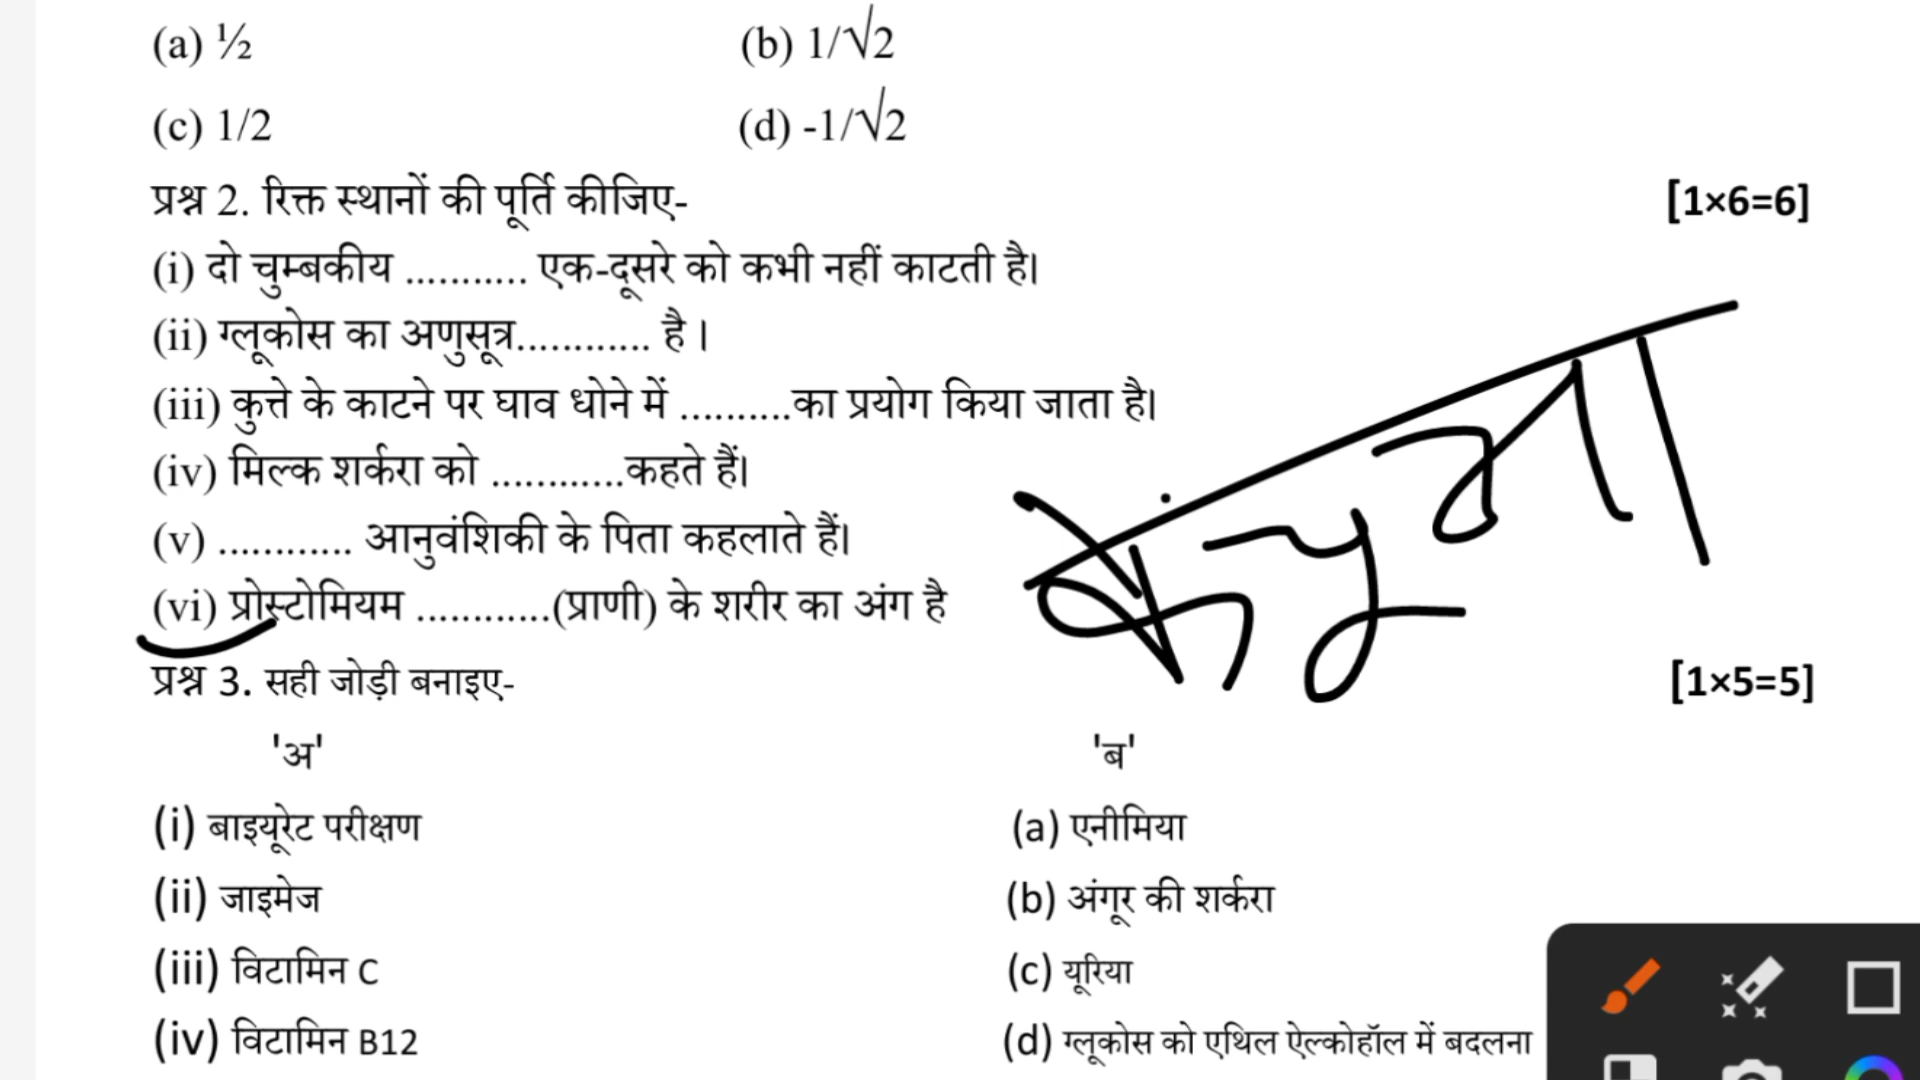 (a) ½ (b) 1/√2
(c) 1/2 (d) -1/√2
प्रश्न 2. रिक्त स्थानों की पूर्ति कीजिए- [1×6=6]
(i) दो चुम्बकीय ........... एक-दूसरे को कभी नहीं काटती है।
(ii) ग्लूकोस का अणुसूत्र............ है ।
(iii) कुत्ते के काटने पर घाव धोने में ..........का प्रयोग किया जाता है।
(iv) मिल्क शर्करा को ............कहते हैं।
(v) ............ आनुवंशिकी के पिता कहलाते हैं।
(vi) प्रोस्टोमियम ............(प्राणी) के शरीर का अंग है
केंचुआ
प्रश्न 3. सही जोड़ी बनाइए- [1×5=5]
'अ' 'ब'
(i) बाइयूरेट परीक्षण (a) एनीमिया
(ii) जाइमेज (b) अंगूर की शर्करा
(iii) विटामिन C (c) यूरिया
(iv) विटामिन B12 (d) ग्लूकोस को एथिल ऐल्कोहॉल में बदलना